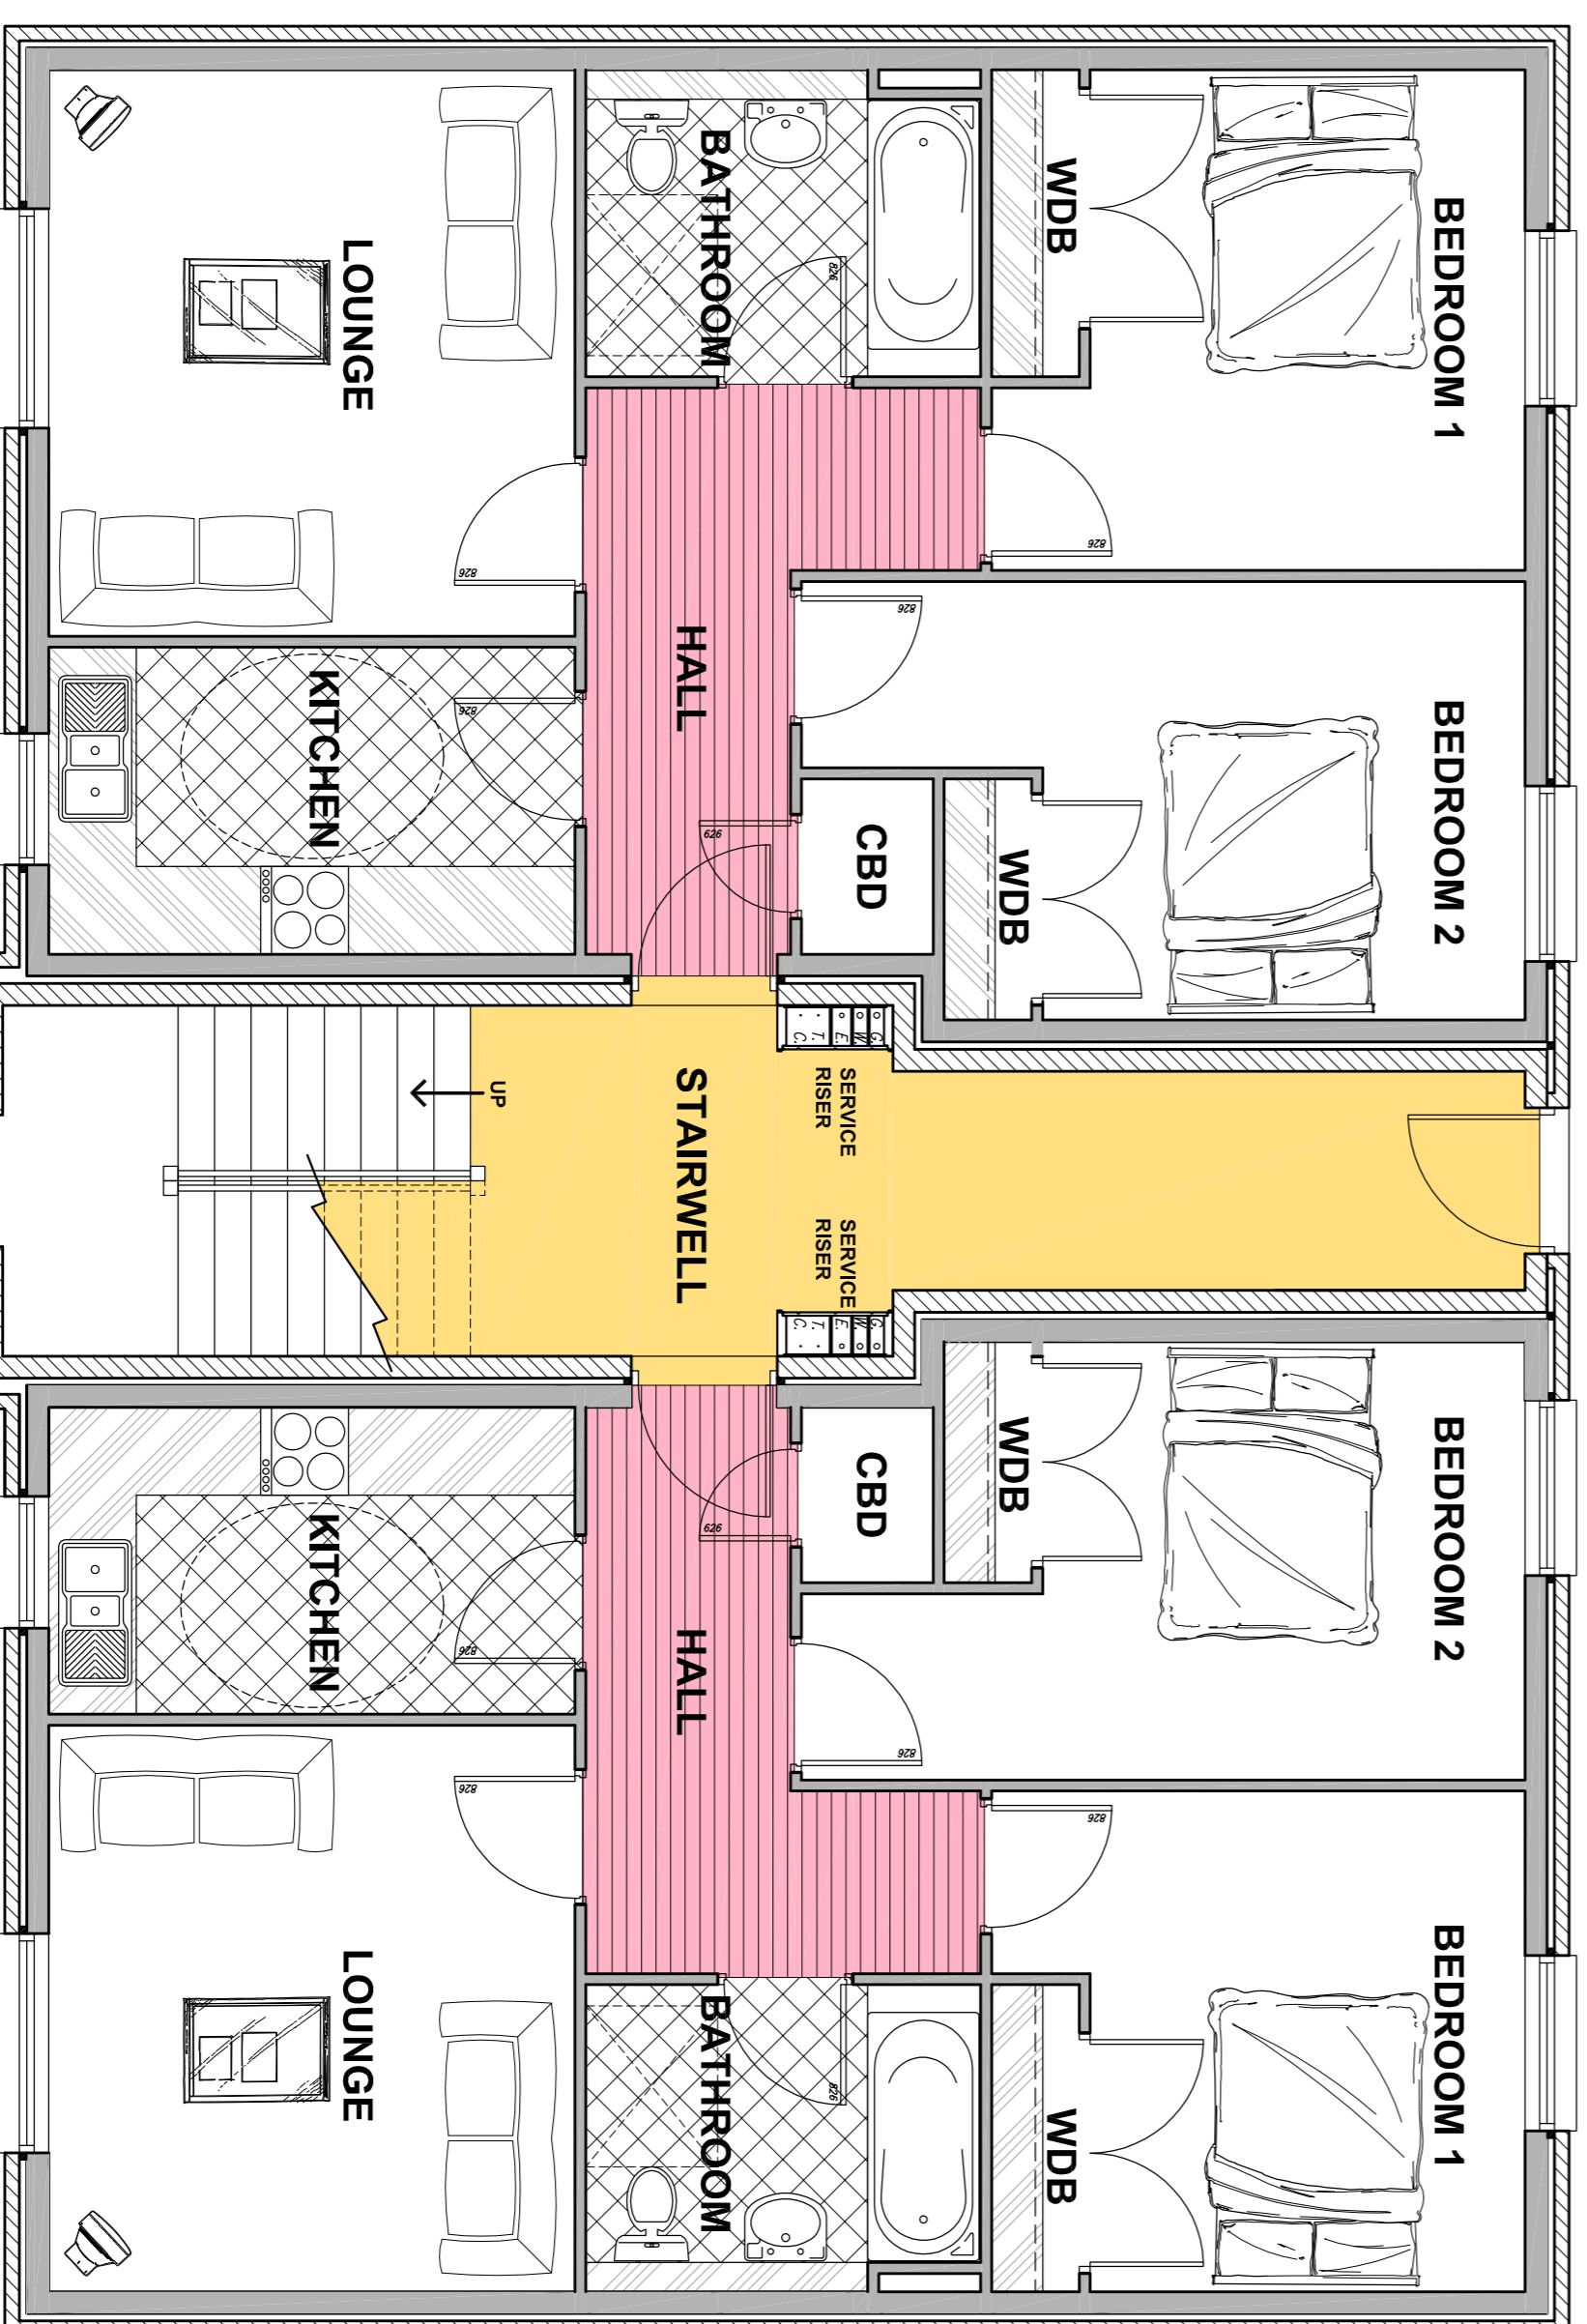 BEDROOM 1
BEDROOM 2
BEDROOM 2
BEDROOM 1
826
826
WDB
WDB
WDB
WDB
826
826
CBD
CBD
G.
W.
E.
T.
C.
SERVICE
RISER
SERVICE
RISER
G.
W.
E.
T.
C.
826
826
BATHROOM
HALL
626
STAIRWELL
626
HALL
BATHROOM
UP
826
826
826
826
LOUNGE
KITCHEN
KITCHEN
LOUNGE